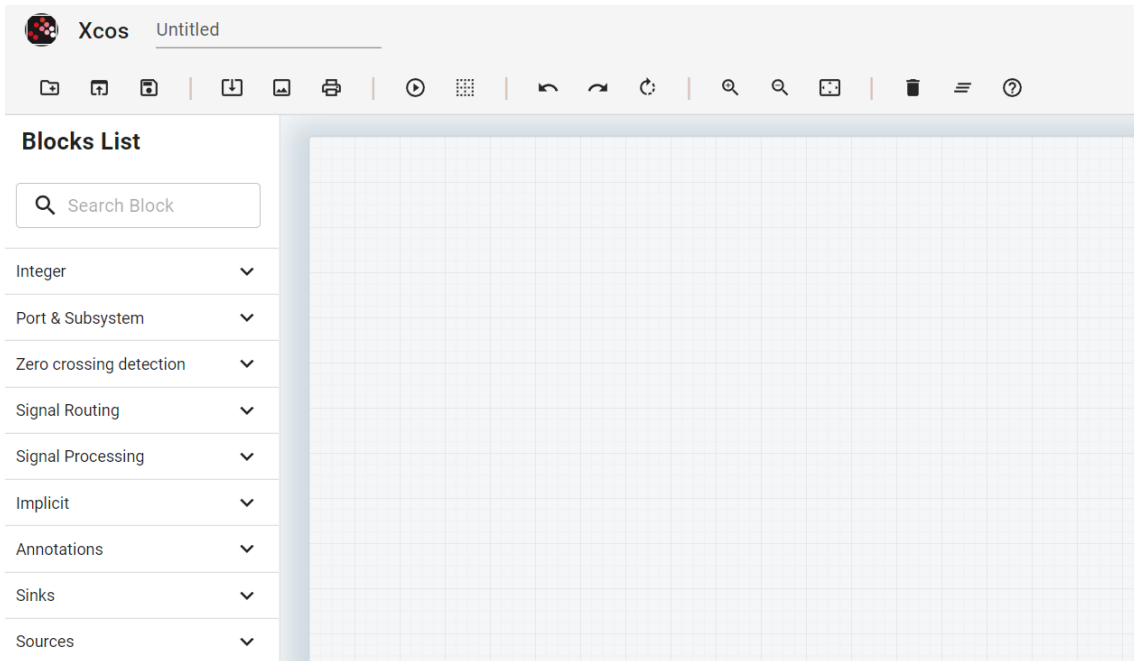 Xcos
Untitled
Blocks List
Search Block
Integer
Port & Subsystem
Zero crossing detection
Signal Routing
Signal Processing
Implicit
Annotations
Sinks
Sources